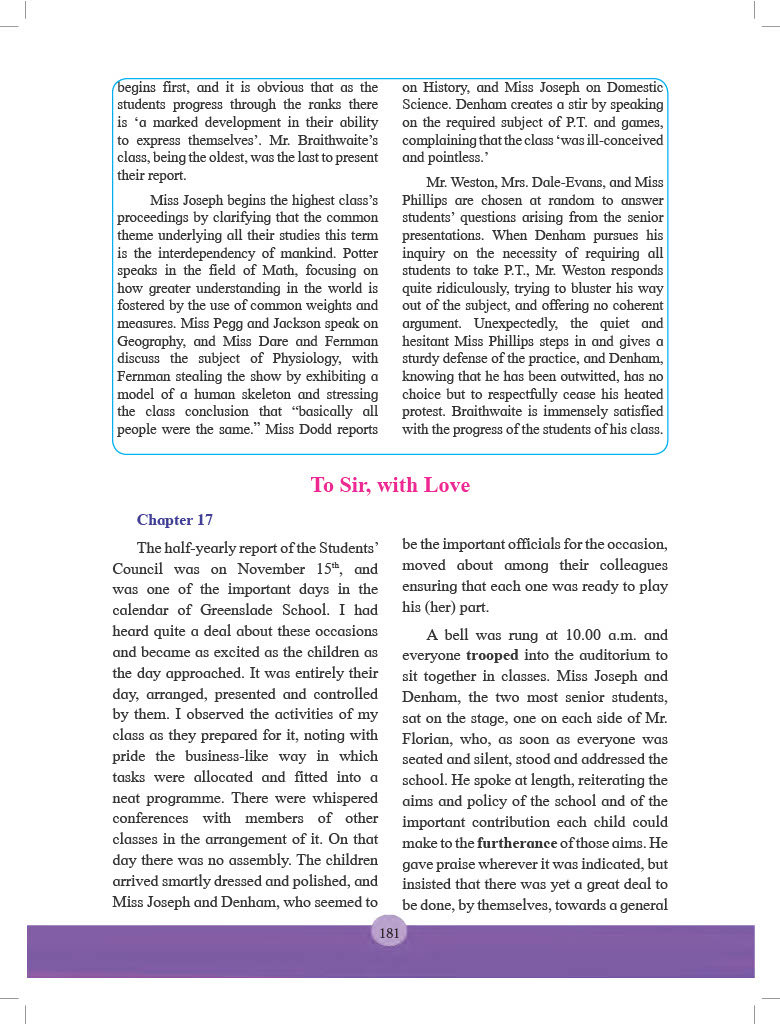 begins first, and it is obvious that as the
students progress through the ranks there
is ‘a marked development in their ability
to express themselves’. Mr. Braithwaite’s
class, being the oldest, was the last to present
their report.
Miss Joseph begins the highest class’s
proceedings by clarifying that the common
theme underlying all their studies this term
is the interdependency of mankind. Potter
speaks in the field of Math, focusing on
how greater understanding in the world is
fostered by the use of common weights and
measures. Miss Pegg and Jackson speak on
Geography, and Miss Dare and Fernman
discuss the subject of Physiology, with
Fernman stealing the show by exhibiting a
model of a human skeleton and stressing
the class conclusion that “basically all
people were the same.” Miss Dodd reports
on History, and Miss Joseph on Domestic
Science. Denham creates a stir by speaking
on the required subject of P.T. and games,
complaining that the class ‘was ill-conceived
and pointless.’
Mr. Weston, Mrs. Dale-Evans, and Miss
Phillips are chosen at random to answer
students’ questions arising from the senior
presentations. When Denham pursues his
inquiry on the necessity of requiring all
students to take P.T., Mr. Weston responds
quite ridiculously, trying to bluster his way
out of the subject, and offering no coherent
argument. Unexpectedly, the quiet and
hesitant Miss Phillips steps in and gives a
sturdy defense of the practice, and Denham,
knowing that he has been outwitted, has no
choice but to respectfully cease his heated
protest. Braithwaite is immensely satisfied
with the progress of the students of his class.
To Sir, with Love
Chapter 17
The half-yearly report of the Students’
Council was on November 15th, and
was one of the important days in the
calendar of Greenslade School. I had
heard quite a deal about these occasions
and became as excited as the children as
the day approached. It was entirely their
day, arranged, presented and controlled
by them. I observed the activities of my
class as they prepared for it, noting with
pride the business-like way in which
tasks were allocated and fitted into a
neat programme. There were whispered
conferences with members of other
classes in the arrangement of it. On that
day there was no assembly. The children
arrived smartly dressed and polished, and
Miss Joseph and Denham, who seemed to
be the important officials for the occasion,
moved about among their colleagues
ensuring that each one was ready to play
his (her) part.
A bell was rung at 10.00 a.m. and
everyone trooped into the auditorium to
sit together in classes. Miss Joseph and
Denham, the two most senior students,
sat on the stage, one on each side of Mr.
Florian, who, as soon as everyone was
seated and silent, stood and addressed the
school. He spoke at length, reiterating the
aims and policy of the school and of the
important contribution each child could
make to the furtherance of those aims. He
gave praise wherever it was indicated, but
insisted that there was yet a great deal to
be done, by themselves, towards a general
181